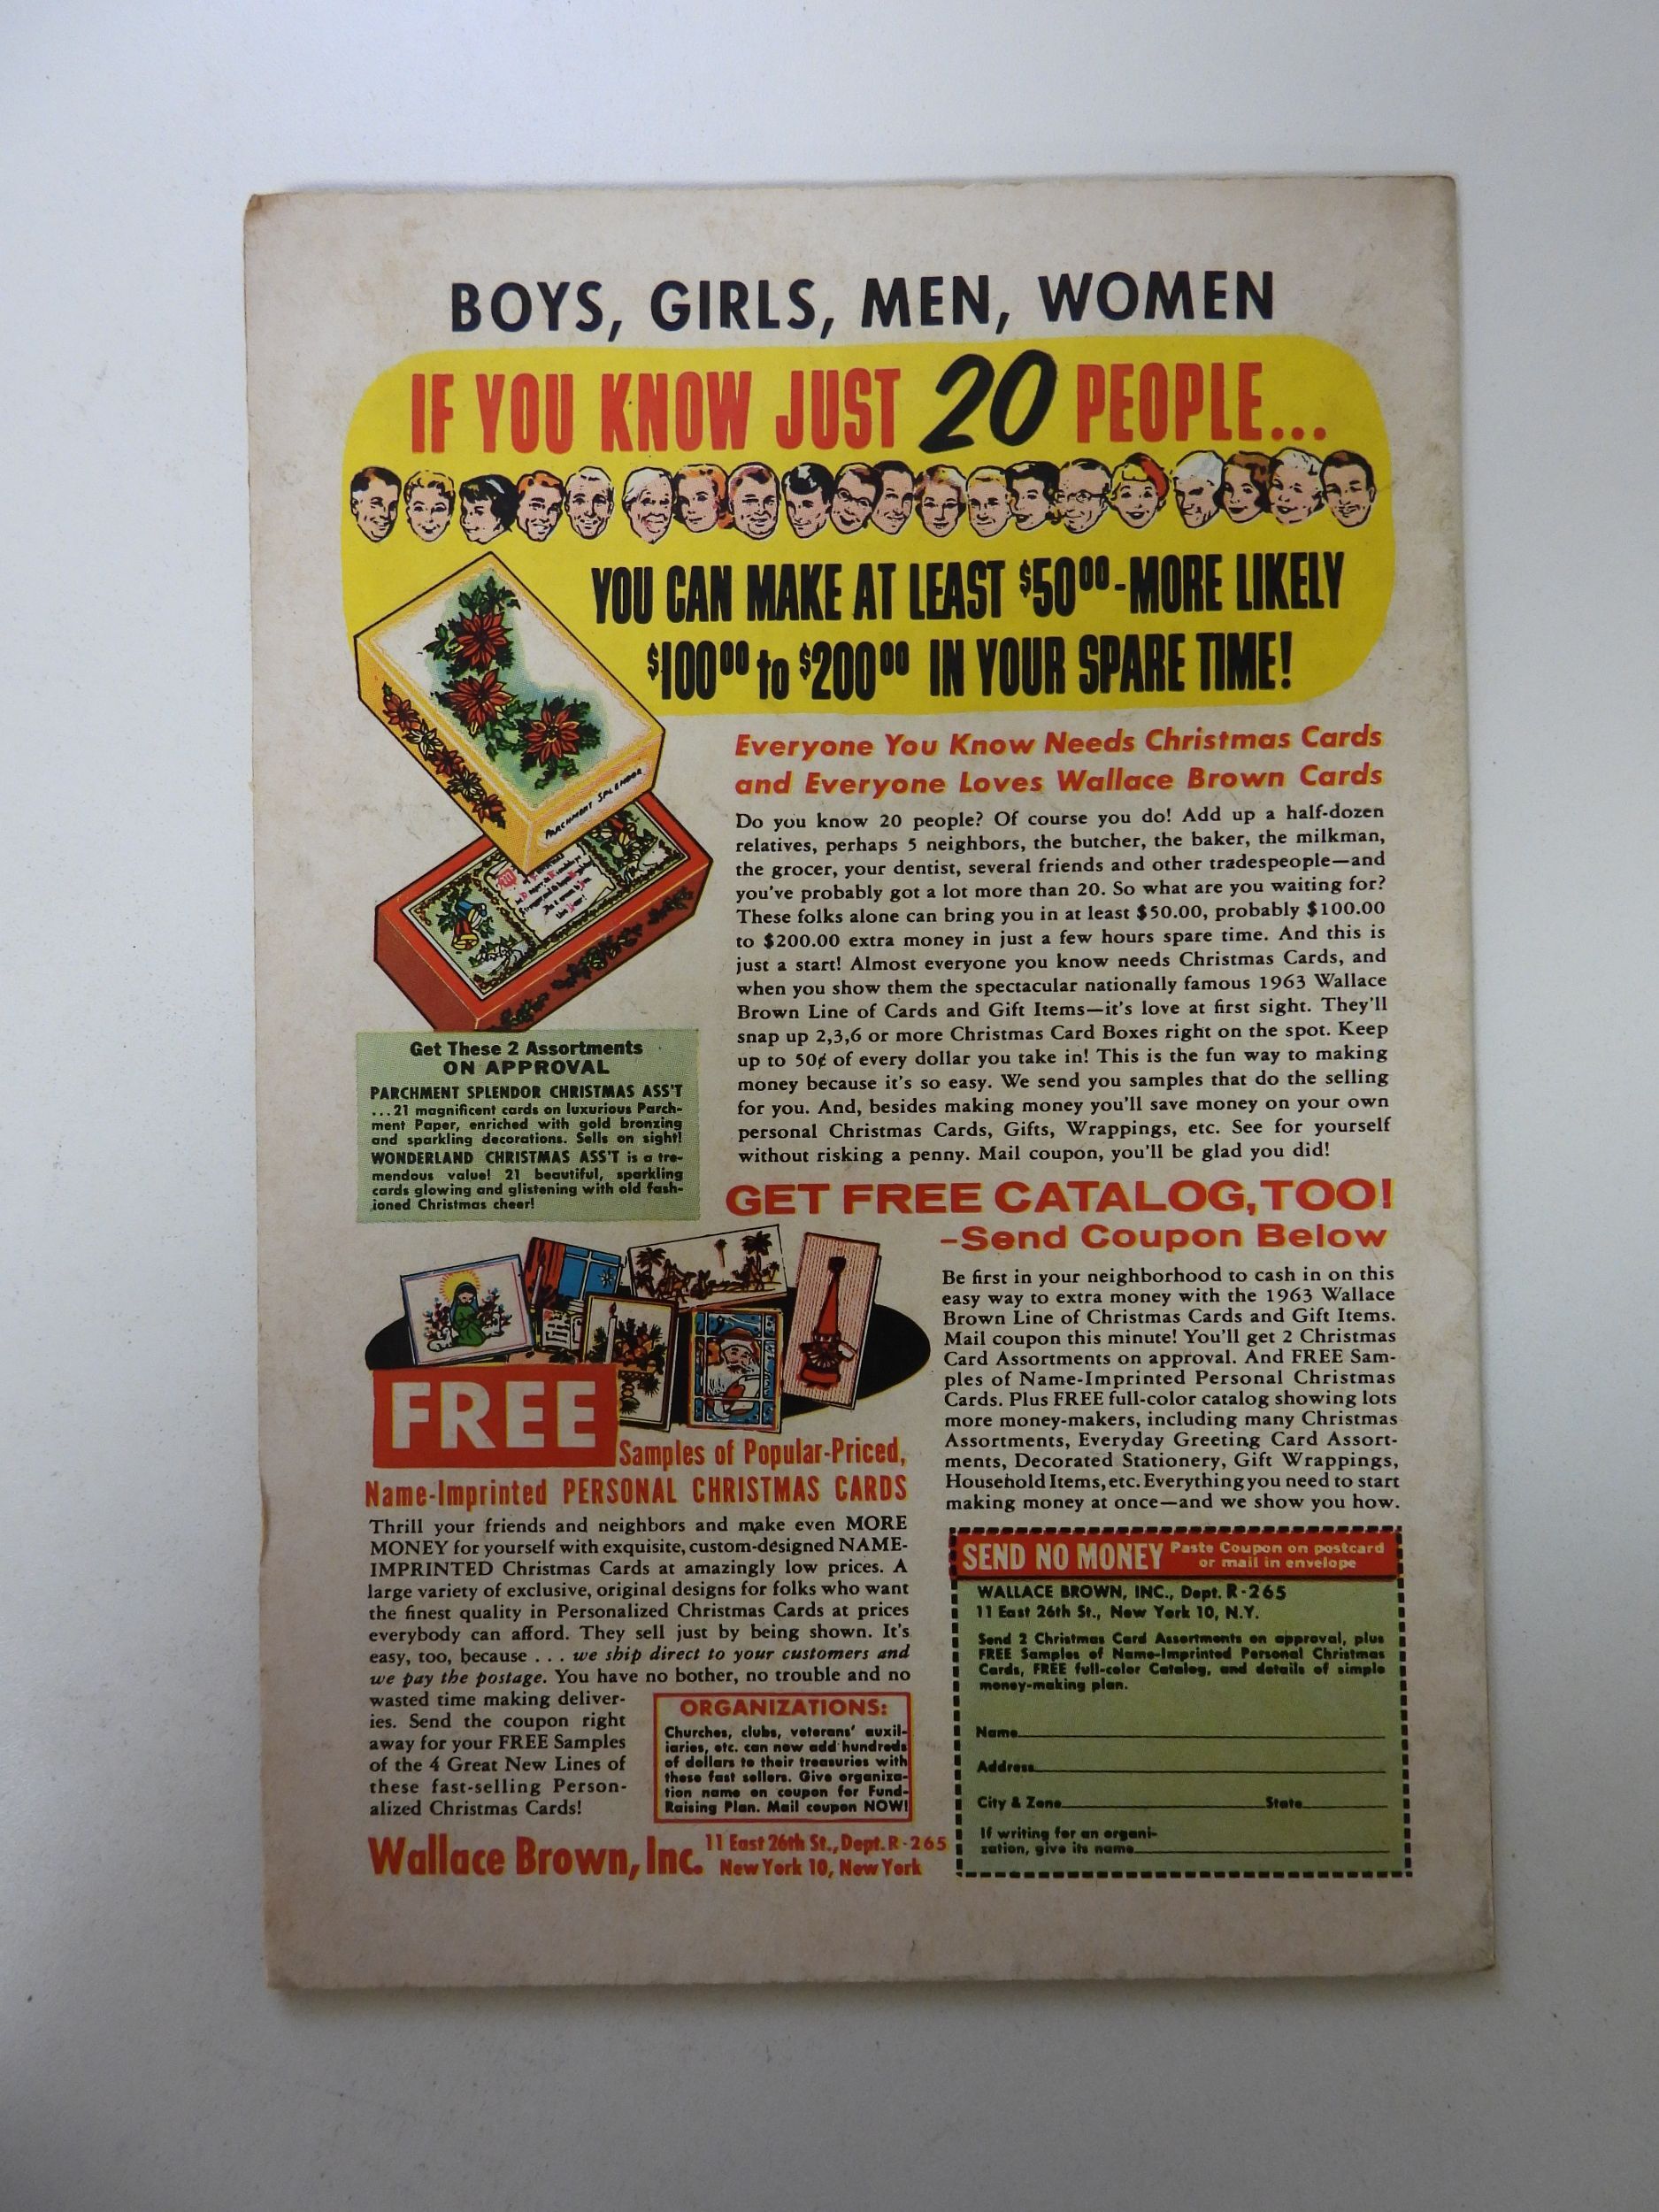 BOYS, GIRLS, MEN, WOMEN
IF YOU KNOW JUST 20 PEOPLE...
YOU CAN MAKE AT LEAST $50⁰⁰-MORE LIKELY
$100⁰⁰ to $200⁰⁰ IN YOUR SPARE TIME!
PARCHMENT SPLENDOR
Everyone You Know Needs Christmas Cards
and Everyone Loves Wallace Brown Cards
Do you know 20 people? Of course you do! Add up a half-dozen
relatives, perhaps 5 neighbors, the butcher, the baker, the milkman,
the grocer, your dentist, several friends and other tradespeople—and
you've probably got a lot more than 20. So what are you waiting for?
These folks alone can bring you in at least $50.00, probably $100.00
to $200.00 extra money in just a few hours spare time. And this is
just a start! Almost everyone you know needs Christmas Cards, and
when you show them the spectacular nationally famous 1963 Wallace
Brown Line of Cards and Gift Items—it's love at first sight. They'll
snap up 2,3,6 or more Christmas Card Boxes right on the spot. Keep
up to 50¢ of every dollar you take in! This is the fun way to making
money because it's so easy. We send you samples that do the selling
for you. And, besides making money you'll save money on your own
personal Christmas Cards, Gifts, Wrappings, etc. See for yourself
without risking a penny. Mail coupon, you'll be glad you did!
Get These 2 Assortments
ON APPROVAL
PARCHMENT SPLENDOR CHRISTMAS ASS'T
...21 magnificent cards on luxurious Parch-
ment Paper, enriched with gold bronzing
and sparkling decorations. Sells on sight!
WONDERLAND CHRISTMAS ASS'T is a tre-
mendous value! 21 beautiful, sparkling
cards glowing and glistening with old fash-
ioned Christmas cheer!
GET FREE CATALOG, TOO!
–Send Coupon Below
Be first in your neighborhood to cash in on this
easy way to extra money with the 1963 Wallace
Brown Line of Christmas Cards and Gift Items.
Mail coupon this minute! You'll get 2 Christmas
Card Assortments on approval. And FREE Sam-
ples of Name-Imprinted Personal Christmas
Cards. Plus FREE full-color catalog showing lots
more money-makers, including many Christmas
Assortments, Everyday Greeting Card Assort-
ments, Decorated Stationery, Gift Wrappings,
Household Items, etc. Everything you need to start
making money at once—and we show you how.
FREE
Samples of Popular-Priced,
Name-Imprinted PERSONAL CHRISTMAS CARDS
Thrill your friends and neighbors and make even MORE
MONEY for yourself with exquisite, custom-designed NAME-
IMPRINTED Christmas Cards at amazingly low prices. A
large variety of exclusive, original designs for folks who want
the finest quality in Personalized Christmas Cards at prices
everybody can afford. They sell just by being shown. It's
easy, too, because . . . we ship direct to your customers and
we pay the postage. You have no bother, no trouble and no
wasted time making deliver-
ies. Send the coupon right
away for your FREE Samples
of the 4 Great New Lines of
these fast-selling Person-
alized Christmas Cards!
ORGANIZATIONS:
Churches, clubs, veterans' auxil-
iaries, etc. can now add hundreds
of dollars to their treasuries with
these fast sellers. Give organiza-
tion name on coupon for Fund-
Raising Plan. Mail coupon NOW!
Wallace Brown, Inc. 11 East 26th St., Dept. R-265
New York 10, New York
SEND NO MONEY Paste Coupon on postcard
or mail in envelope
WALLACE BROWN, INC., Dept. R-265
11 East 26th St., New York 10, N.Y.
Send 2 Christmas Card Assortments on approval, plus
FREE Samples of Name-Imprinted Personal Christmas
Cards, FREE full-color Catalog, and details of simple
money-making plan.
Name
Address
City & Zone State
If writing for an organi-
zation, give its name